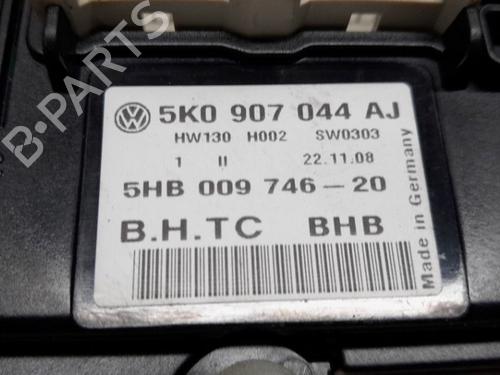 5K0 907 044 AJ
HW130 H002 SW0303
1 II 22.11.08
5HB 009 746-20
B.H.TC BHB
Made in Germany
B-PARTS